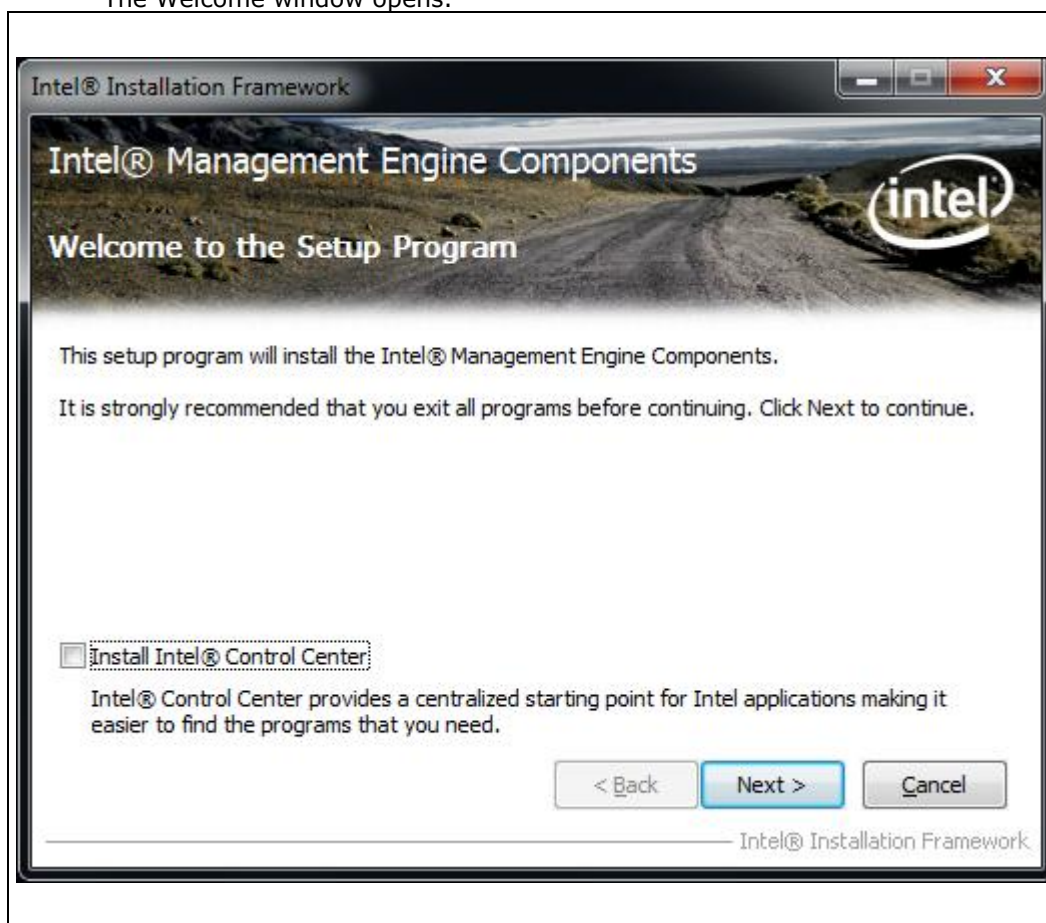 The Welcome window opens.
Intel® Installation Framework
Intel® Management Engine Components
intel
Welcome to the Setup Program
This setup program will install the Intel® Management Engine Components.
It is strongly recommended that you exit all programs before continuing. Click Next to continue.
Install Intel® Control Center
Intel® Control Center provides a centralized starting point for Intel applications making it
easier to find the programs that you need.
< Back Next > Cancel
Intel® Installation Framework